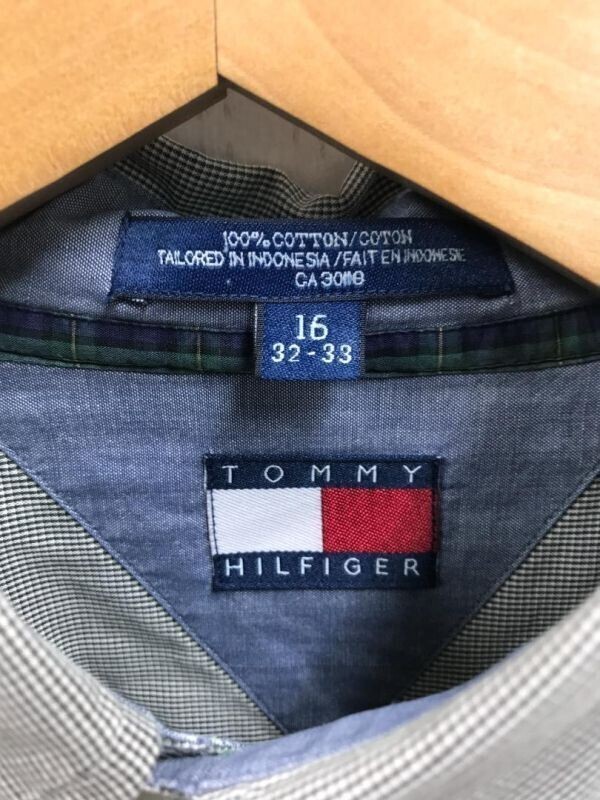 100% COTTON/COTON
TAILORED IN INDONESIA/FAIT EN INDONESIE
CA 30118
16
32-33
TOMMY
HILFIGER